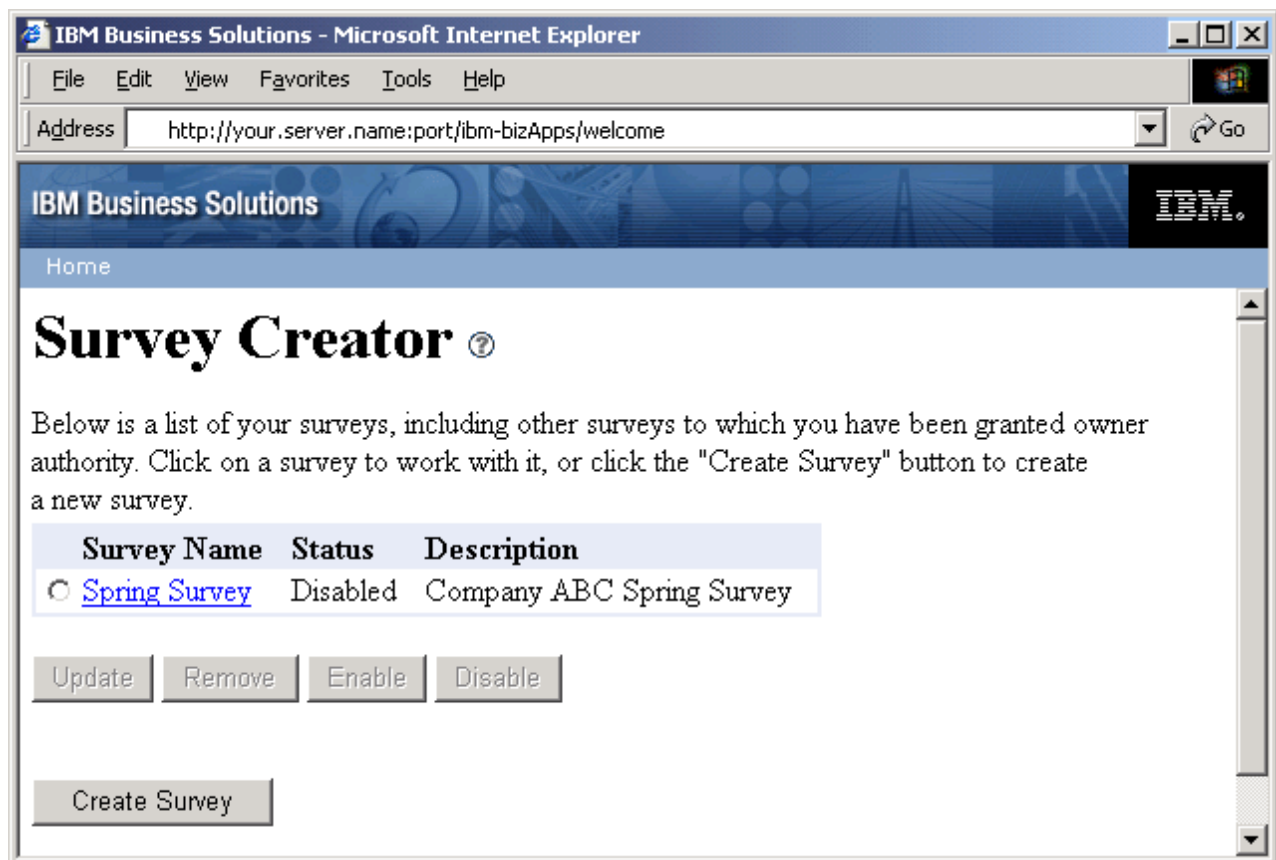 IBM Business Solutions - Microsoft Internet Explorer
File Edit View Favorites Tools Help
Address http://your.server.name:port/ibm-bizApps/welcome Go
IBM Business Solutions IBM.
Home
Survey Creator ?
Below is a list of your surveys, including other surveys to which you have been granted owner
authority. Click on a survey to work with it, or click the "Create Survey" button to create
a new survey.
Survey Name Status Description
Spring Survey Disabled Company ABC Spring Survey
Update Remove Enable Disable
Create Survey